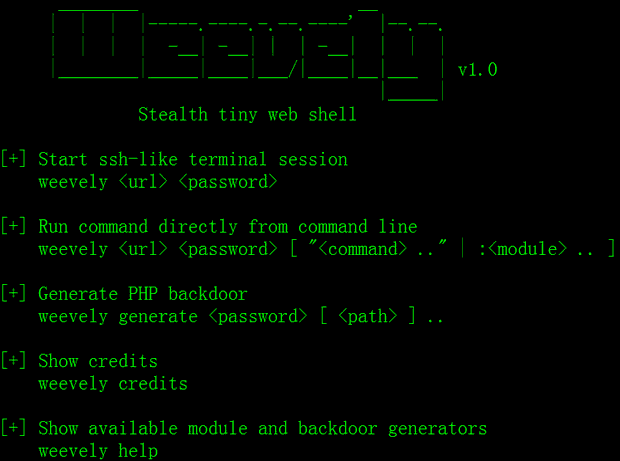 Weevely
v1.0
Stealth tiny web shell
[+] Start ssh-like terminal session
weevely <url> <password>
[+] Run command directly from command line
weevely <url> <password> [ "<command> .." | :<module> .. ]
[+] Generate PHP backdoor
weevely generate <password> [ <path> ] ..
[+] Show credits
weevely credits
[+] Show available module and backdoor generators
weevely help